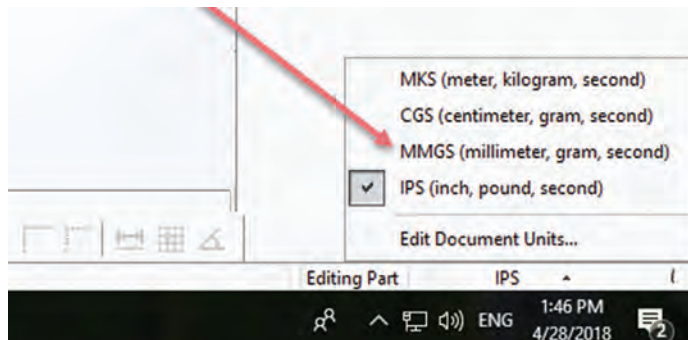 MKS (meter, kilogram, second)
CGS (centimeter, gram, second)
MMGS (millimeter, gram, second)
IPS (inch, pound, second)
Edit Document Units...
Editing Part IPS
ENG 1:46 PM
4/28/2018 2